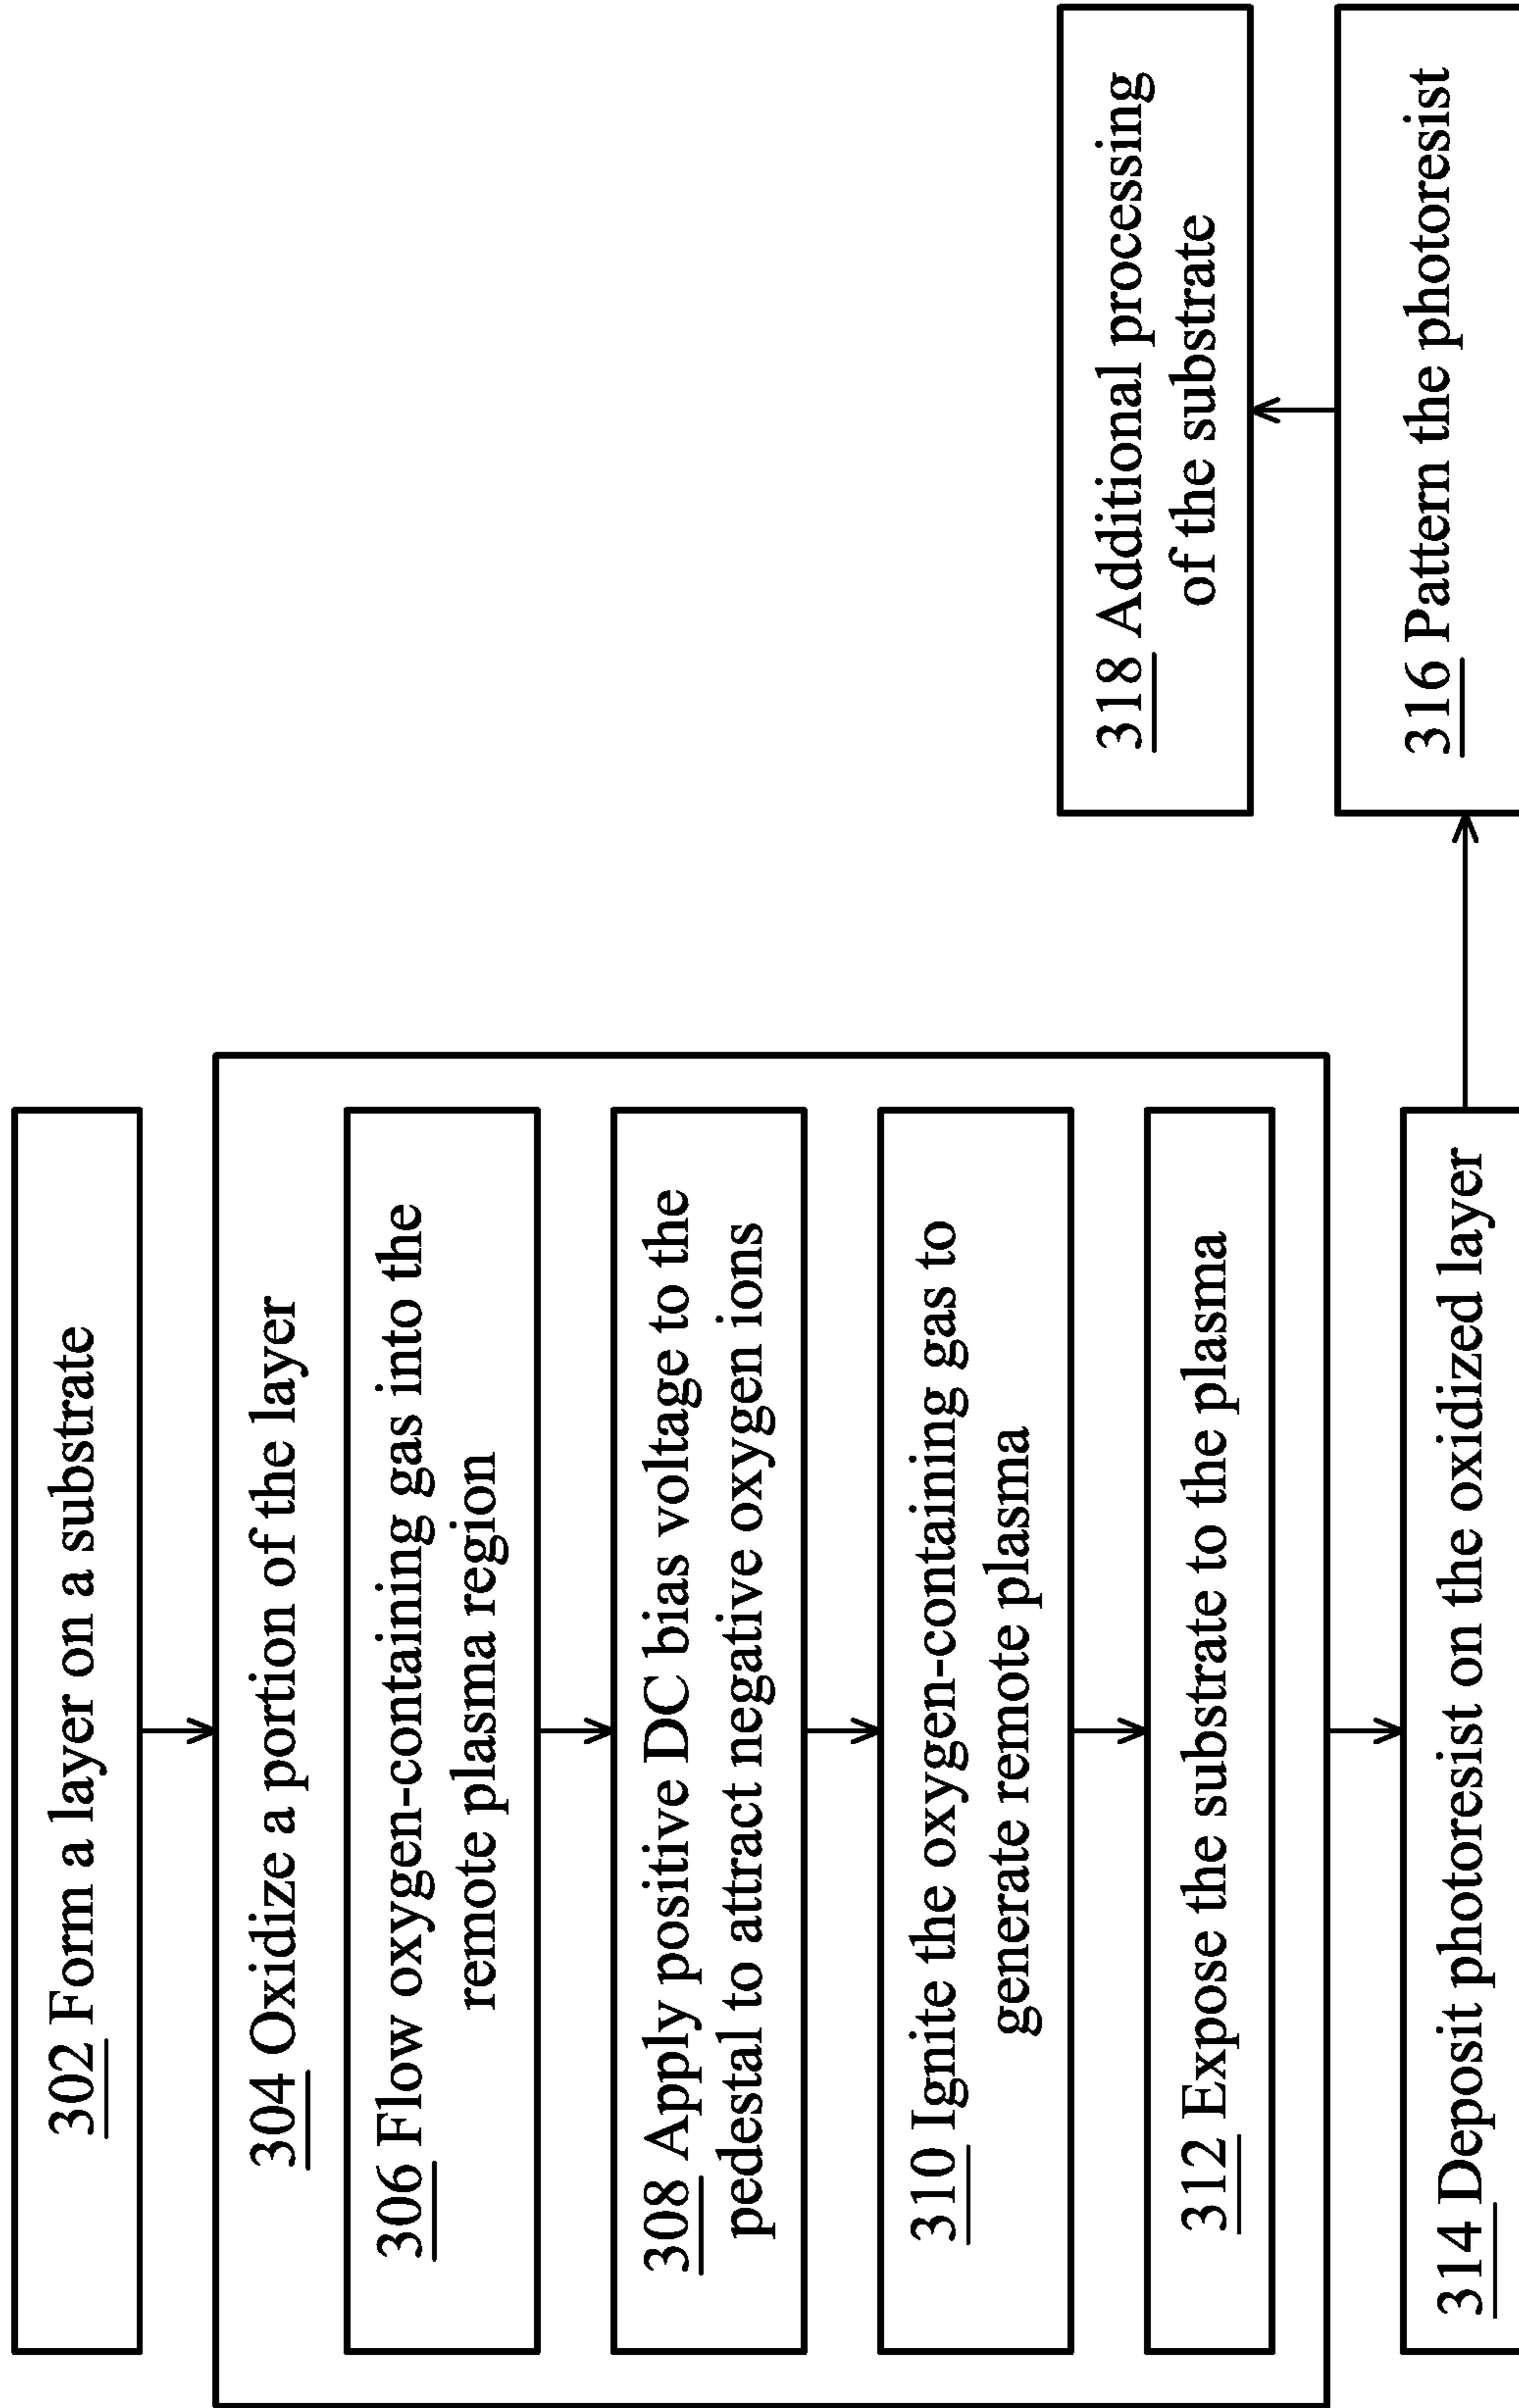 302 Form a layer on a substrate
304 Oxidize a portion of the layer
306 Flow oxygen-containing gas into the
remote plasma region
308 Apply positive DC bias voltage to the
pedestal to attract negative oxygen ions
310 Ignite the oxygen-containing gas to
generate remote plasma
312 Expose the substrate to the plasma
314 Deposit photoresist on the oxidized layer
316 Pattern the photoresist
318 Additional processing
of the substrate